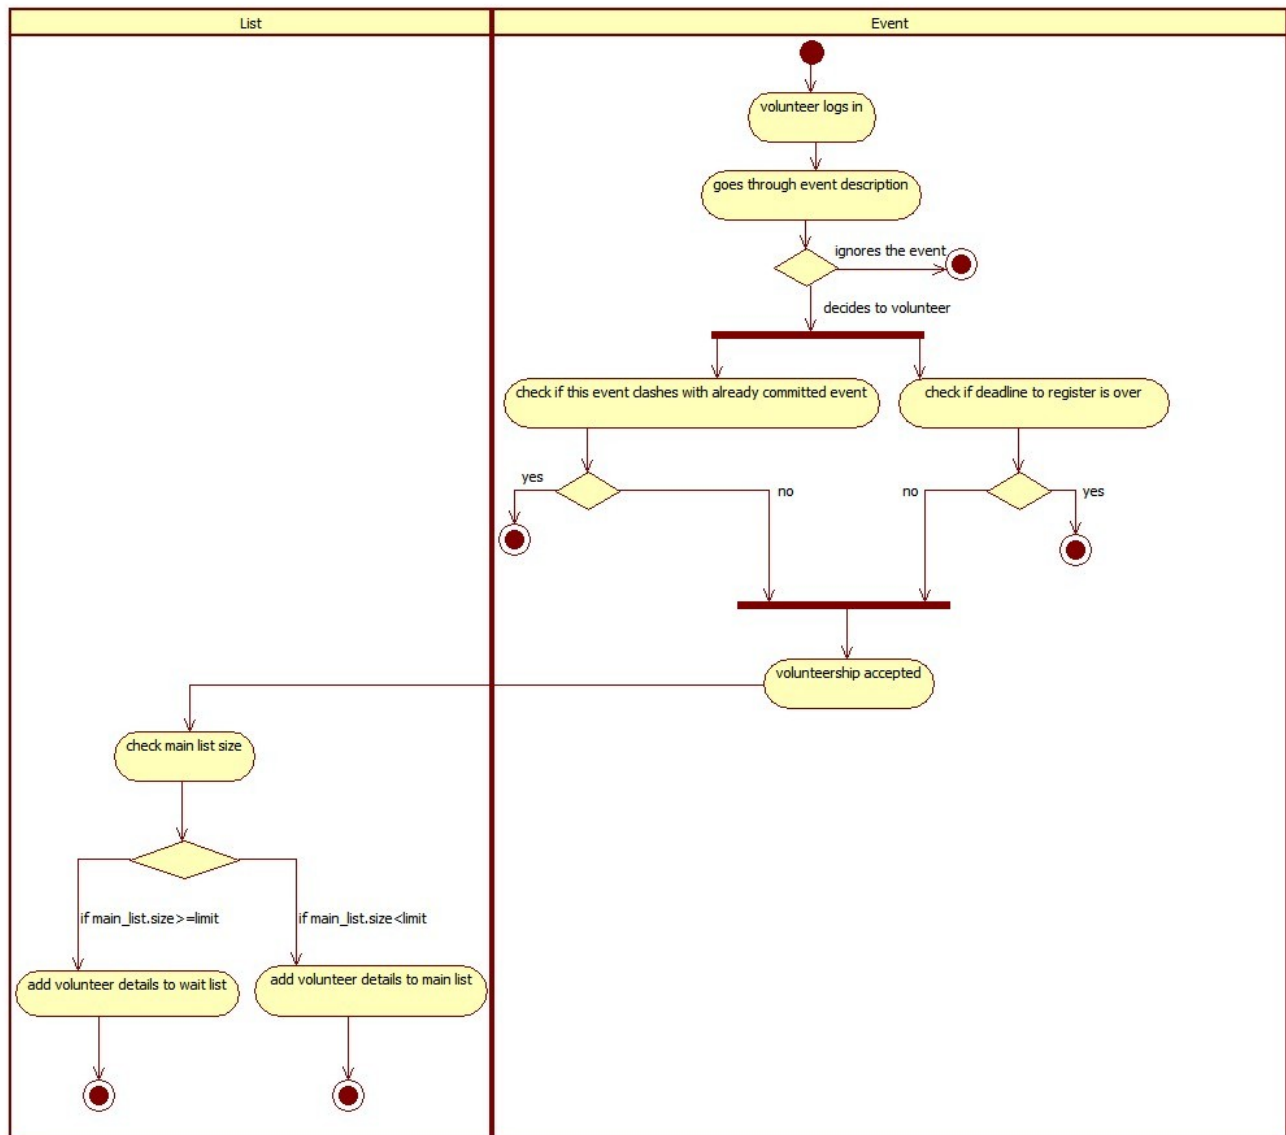 List
Event
volunteer logs in
goes through event description
ignores the event
decides to volunteer
check if this event clashes with already committed event
check if deadline to register is over
yes
no
no
yes
volunteership accepted
check main list size
if main_list.size>=limit
if main_list.size<limit
add volunteer details to wait list
add volunteer details to main list